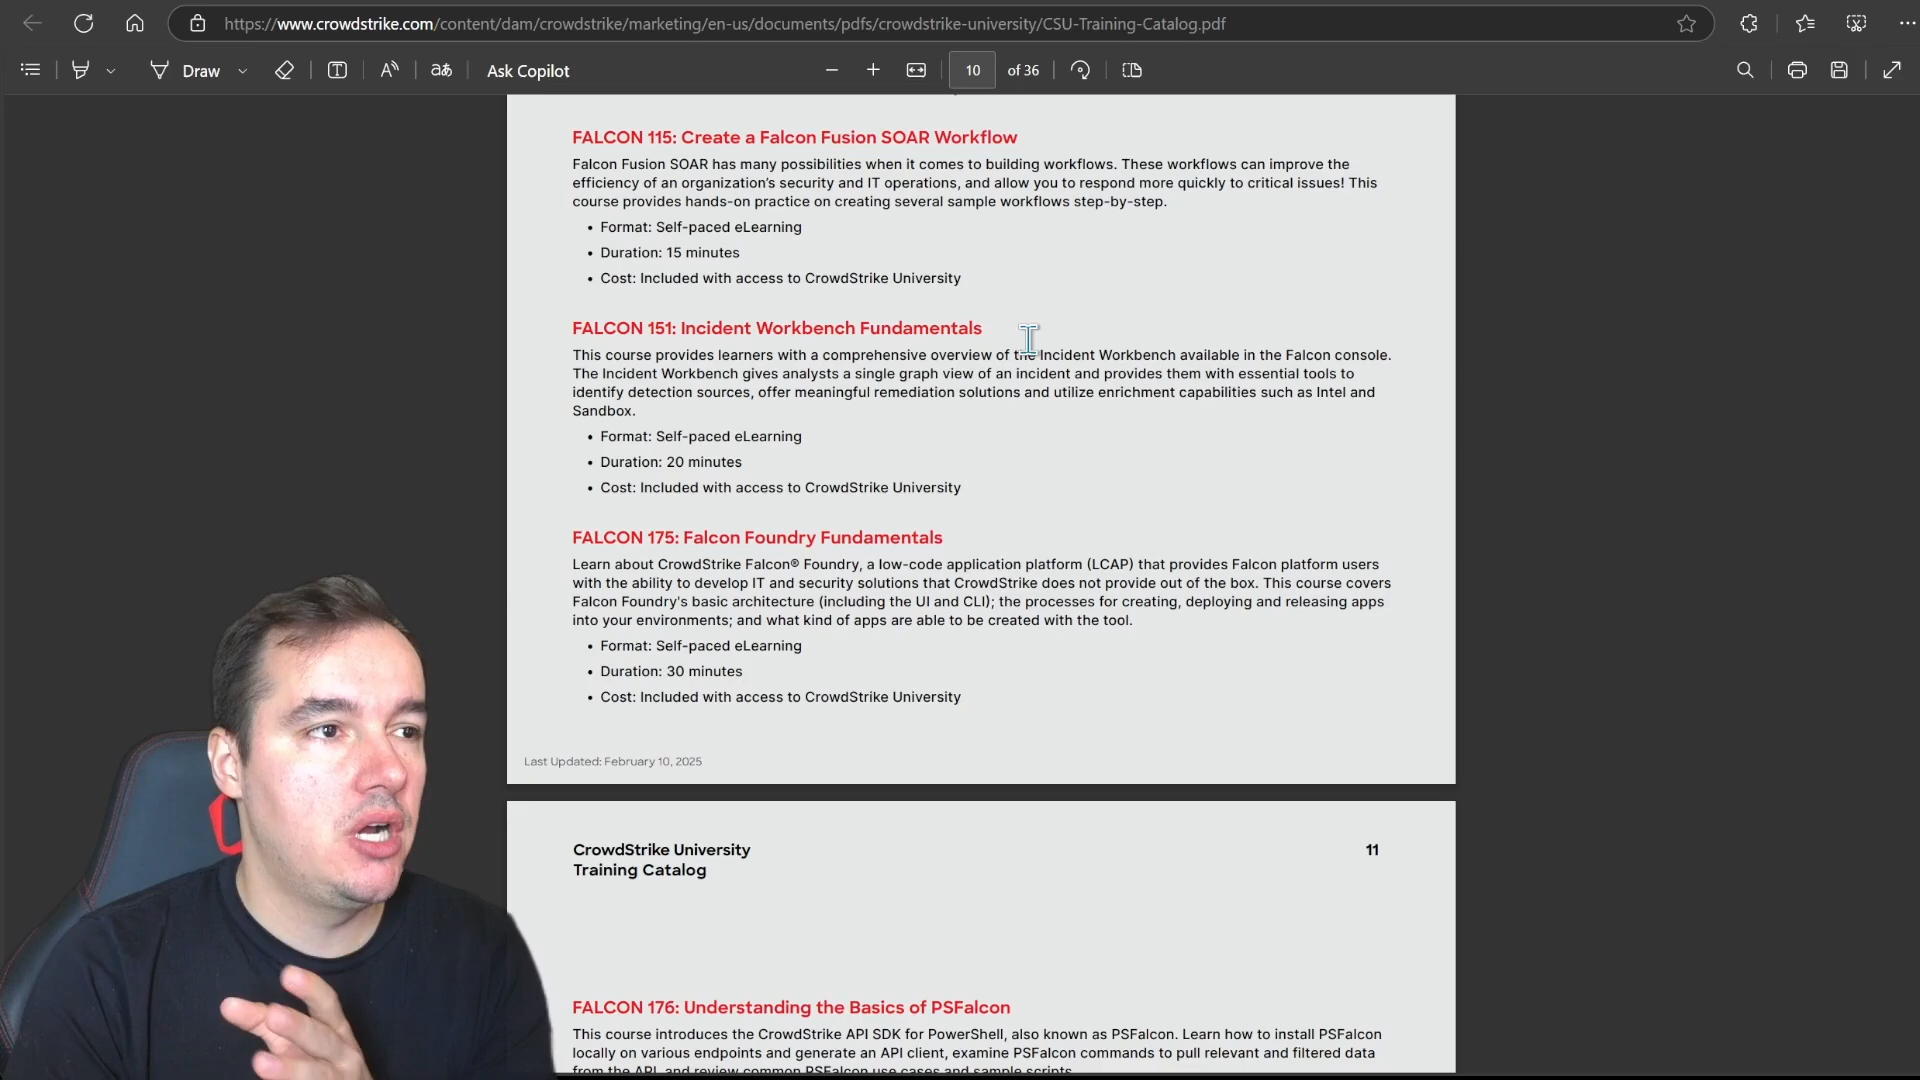 https://www.crowdstrike.com/content/dam/crowdstrike/marketing/en-us/documents/pdfs/crowdstrike-university/CSU-Training-Catalog.pdf
Draw
Ask Copilot
10 of 36
FALCON 115: Create a Falcon Fusion SOAR Workflow
Falcon Fusion SOAR has many possibilities when it comes to building workflows. These workflows can improve the
efficiency of an organization's security and IT operations, and allow you to respond more quickly to critical issues! This
course provides hands-on practice on creating several sample workflows step-by-step.
• Format: Self-paced eLearning
• Duration: 15 minutes
• Cost: Included with access to CrowdStrike University
FALCON 151: Incident Workbench Fundamentals
This course provides learners with a comprehensive overview of the Incident Workbench available in the Falcon console.
The Incident Workbench gives analysts a single graph view of an incident and provides them with essential tools to
identify detection sources, offer meaningful remediation solutions and utilize enrichment capabilities such as Intel and
Sandbox.
• Format: Self-paced eLearning
• Duration: 20 minutes
• Cost: Included with access to CrowdStrike University
FALCON 175: Falcon Foundry Fundamentals
Learn about CrowdStrike Falcon® Foundry, a low-code application platform (LCAP) that provides Falcon platform users
with the ability to develop IT and security solutions that CrowdStrike does not provide out of the box. This course covers
Falcon Foundry's basic architecture (including the UI and CLI); the processes for creating, deploying and releasing apps
into your environments; and what kind of apps are able to be created with the tool.
• Format: Self-paced eLearning
• Duration: 30 minutes
• Cost: Included with access to CrowdStrike University
Last Updated: February 10, 2025
CrowdStrike University
Training Catalog
11
FALCON 176: Understanding the Basics of PSFalcon
This course introduces the CrowdStrike API SDK for PowerShell, also known as PSFalcon. Learn how to install PSFalcon
locally on various endpoints and generate an API client, examine PSFalcon commands to pull relevant and filtered data
from the API, and review common PSFalcon use cases and sample scripts.